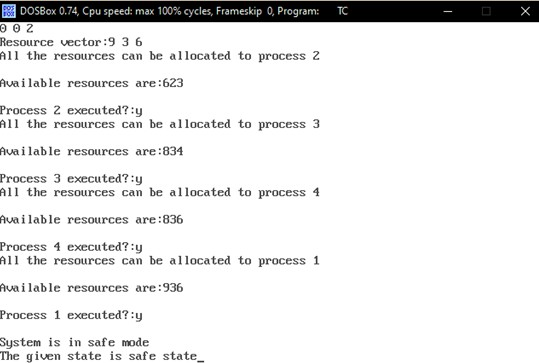 DOS BOX DOSBox 0.74, Cpu speed: max 100% cycles, Frameskip 0, Program: TC
0 0 2
Resource vector:9 3 6
All the resources can be allocated to process 2
Available resources are:623
Process 2 executed?:y
All the resources can be allocated to process 3
Available resources are:834
Process 3 executed?:y
All the resources can be allocated to process 4
Available resources are:836
Process 4 executed?:y
All the resources can be allocated to process 1
Available resources are:936
Process 1 executed?:y
System is in safe mode
The given state is safe state_